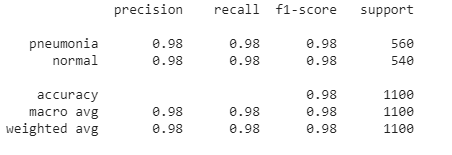 precision recall f1-score support
pneumonia 0.98 0.98 0.98 560
normal 0.98 0.98 0.98 540
accuracy 0.98 1100
macro avg 0.98 0.98 0.98 1100
weighted avg 0.98 0.98 0.98 1100